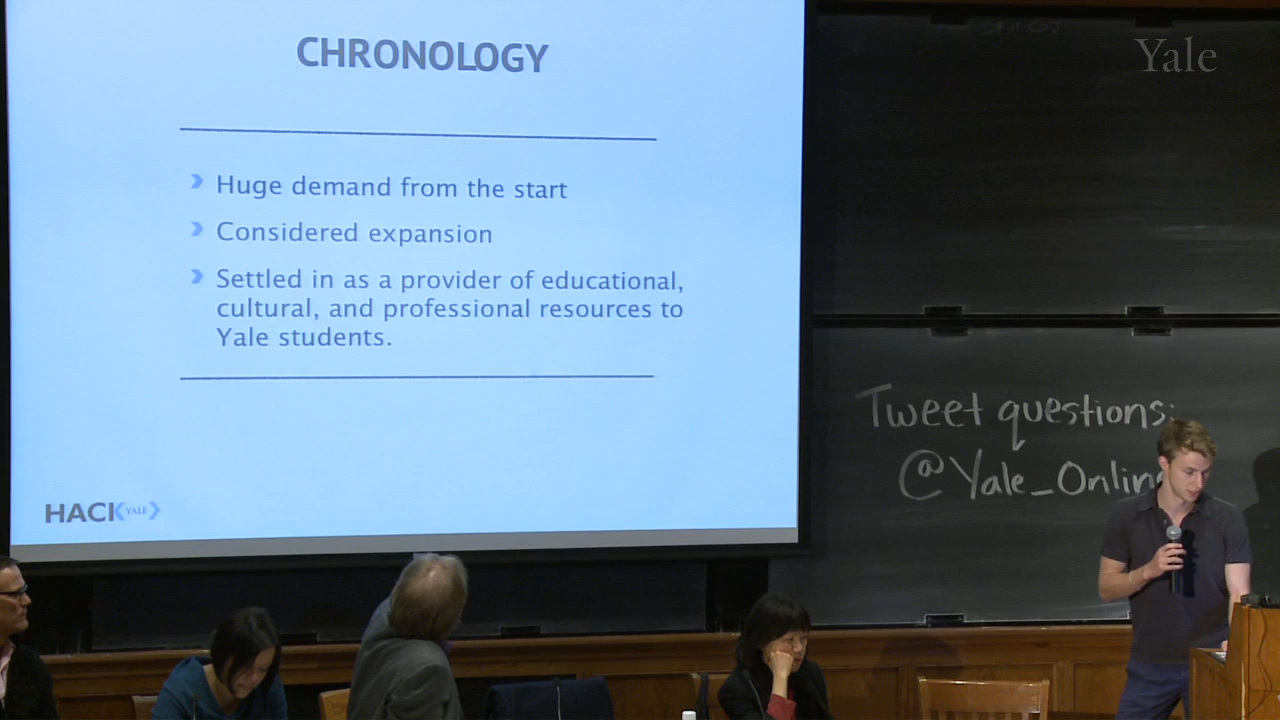 CHRONOLOGY
Huge demand from the start
Considered expansion
Settled in as a provider of educational,
cultural, and professional resources to
Yale students.
HACK YALE
Yale
Tweet questions:
@Yale_Online